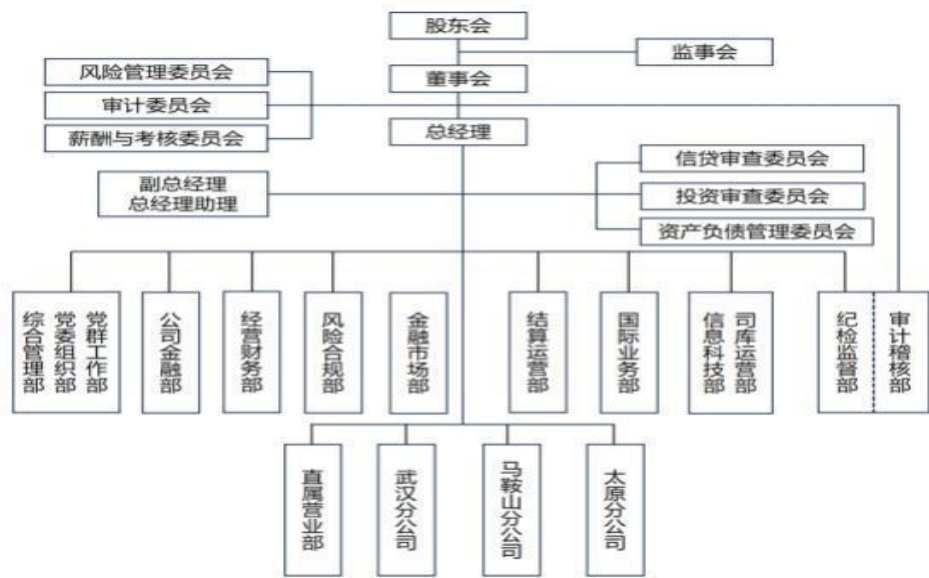 股东会
监事会
董事会
风险管理委员会
审计委员会
薪酬与考核委员会
总经理
副总经理
总经理助理
信贷审查委员会
投资审查委员会
资产负债管理委员会
党群工作部
党委组织部
综合管理部
公司金融部
经营财务部
风险合规部
金融市场部
结算运营部
国际业务部
司库运营部
信息科技部
纪检监督部
审计稽核部
直属营业部
武汉分公司
马鞍山分公司
太原分公司